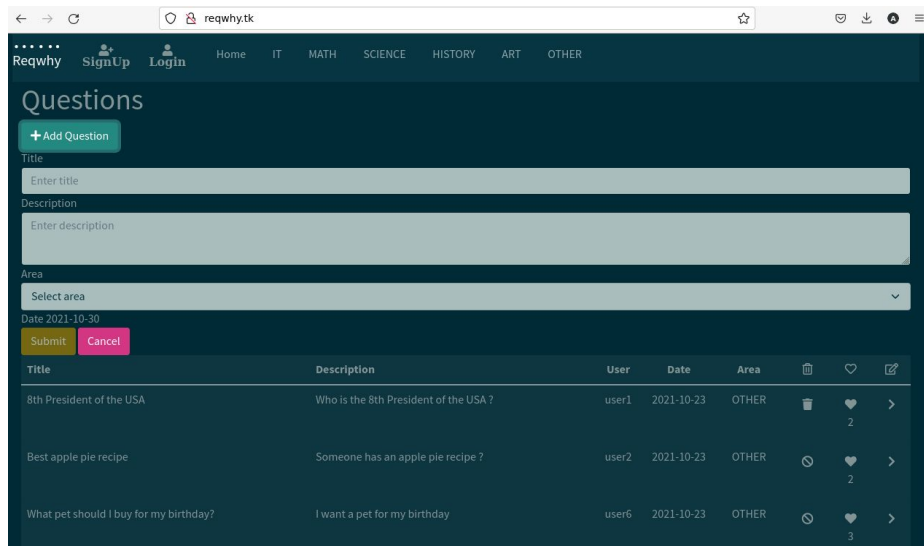 reqwhy.tk
Reqwhy SignUp Login Home IT MATH SCIENCE HISTORY ART OTHER
Questions
+ Add Question
Title
Enter title
Description
Enter description
Area
Select area
Date 2021-10-30
Submit Cancel
Title Description User Date Area
8th President of the USA Who is the 8th President of the USA ? user1 2021-10-23 OTHER
2
Best apple pie recipe Someone has an apple pie recipe ? user2 2021-10-23 OTHER
2
What pet should I buy for my birthday? I want a pet for my birthday user6 2021-10-23 OTHER
3